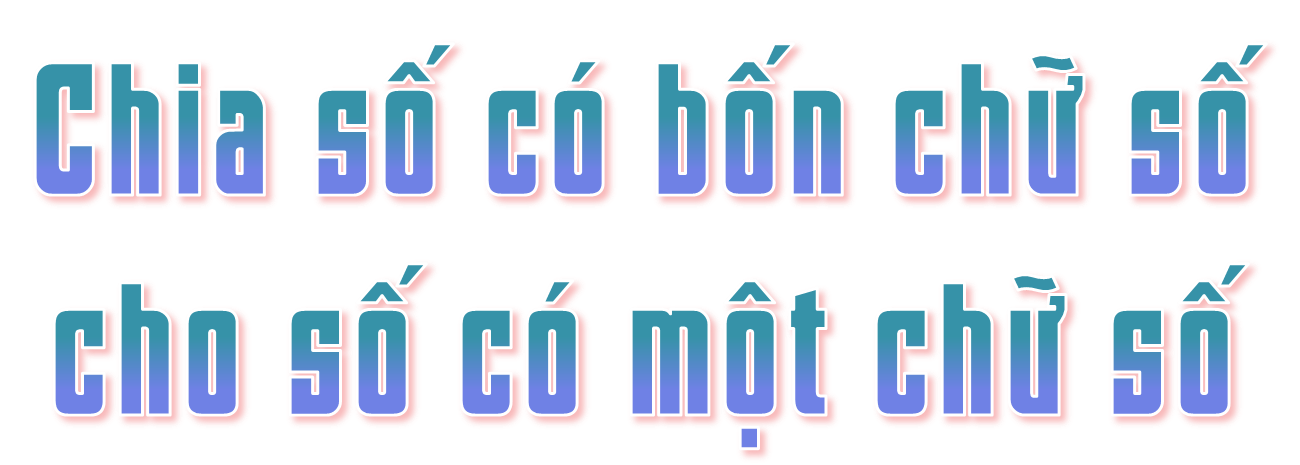 Chia số có bốn chữ số
cho số có một chữ số